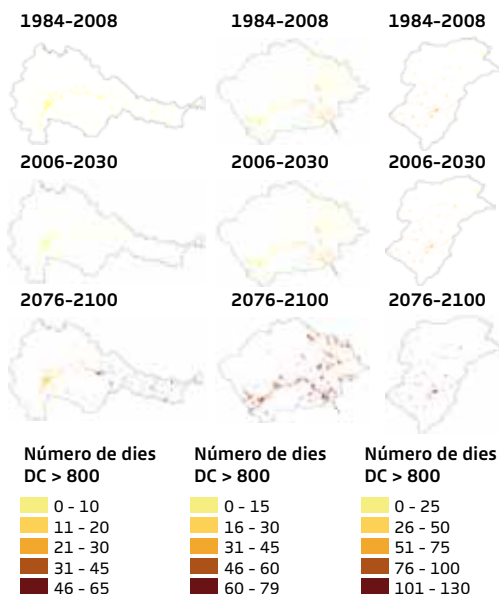 1984-2008 1984-2008 1984-2008
2006-2030 2006-2030 2006-2030
2076-2100 2076-2100 2076-2100
Número de dies
DC > 800
0 - 10
11 - 20
21 - 30
31 - 45
46 - 65
Número de dies
DC > 800
0 - 15
16 - 30
31 - 45
46 - 60
60 - 79
Número de dies
DC > 800
0 - 25
26 - 50
51 - 75
76 - 100
101 - 130